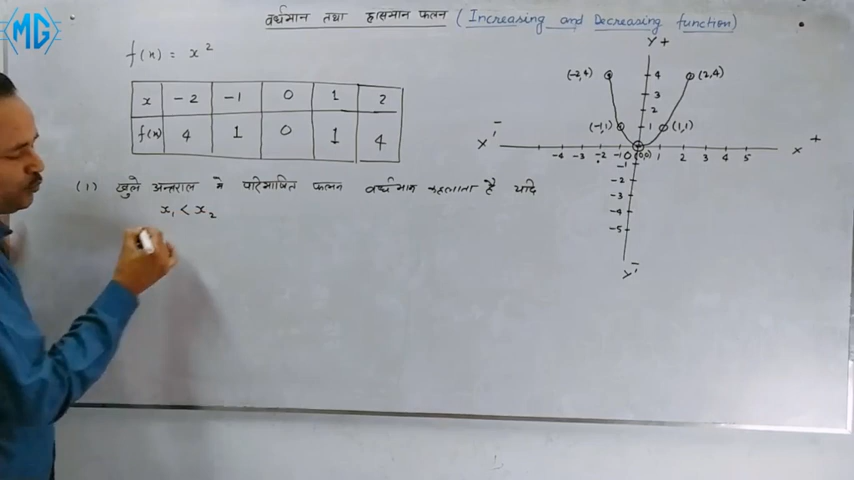 MG
वर्धमान तथा ह्रासमान फलन (Increasing and Decreasing function)
f(x) = x²
x -2 -1 0 1 2
f(x) 4 1 0 1 4
(1) खुले अन्तराल मे परिभाषित फलन वर्धमान कहलाता है यदि
x₁ < x₂
y+
(-2,4) 4 (2,4)
3
2
(-1,1) 1 (1,1)
x'- -4 -3 -2 -1 0 (0,0) 1 2 3 4 5 x+
-1
-2
-3
-4
-5
y'-